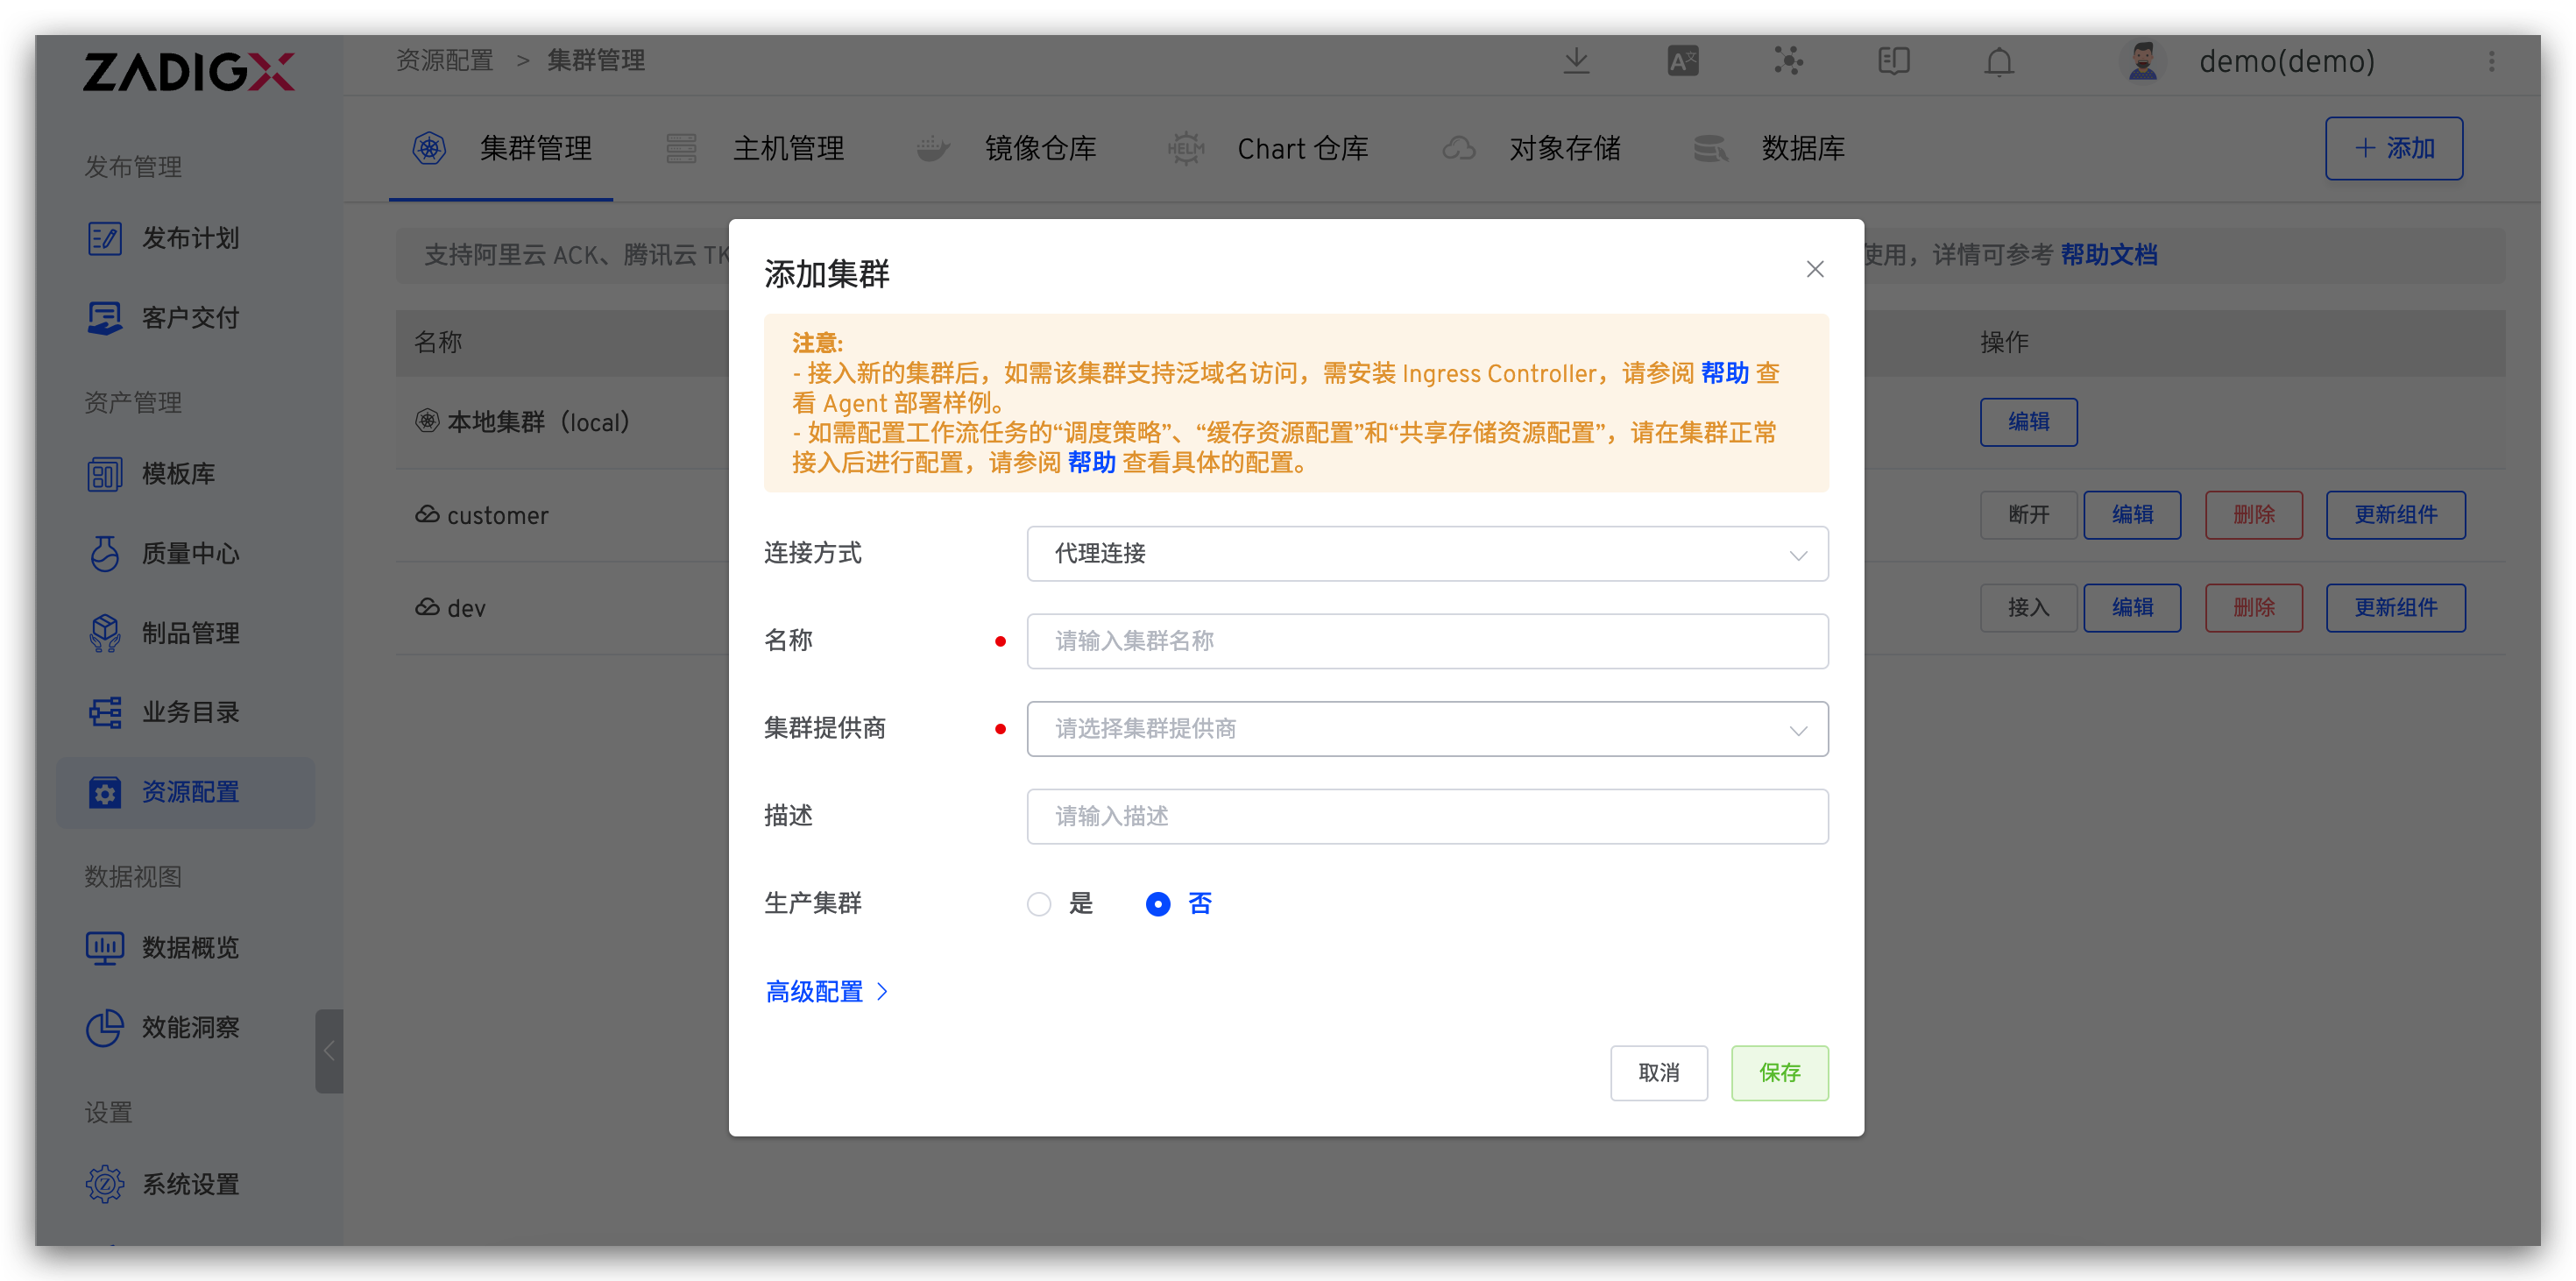 ZADIGX
资源配置 > 集群管理
demo(demo)
发布管理
发布计划
客户交付
资产管理
模板库
质量中心
制品管理
业务目录
资源配置
数据视图
数据概览
效能洞察
设置
系统设置
集群管理
主机管理
镜像仓库
HELM
Chart 仓库
对象存储
数据库
+ 添加
支持阿里云 ACK、腾讯云 TK
使用，详情可参考 帮助文档
名称
操作
本地集群（local）
编辑
customer
断开 编辑 删除 更新组件
dev
接入 编辑 删除 更新组件
添加集群
注意:
- 接入新的集群后，如需该集群支持泛域名访问，需安装 Ingress Controller，请参阅 帮助 查
看 Agent 部署样例。
- 如需配置工作流任务的“调度策略”、“缓存资源配置”和“共享存储资源配置”，请在集群正常
接入后进行配置，请参阅 帮助 查看具体的配置。
连接方式
代理连接
名称
请输入集群名称
集群提供商
请选择集群提供商
描述
请输入描述
生产集群
是
否
高级配置 >
取消
保存